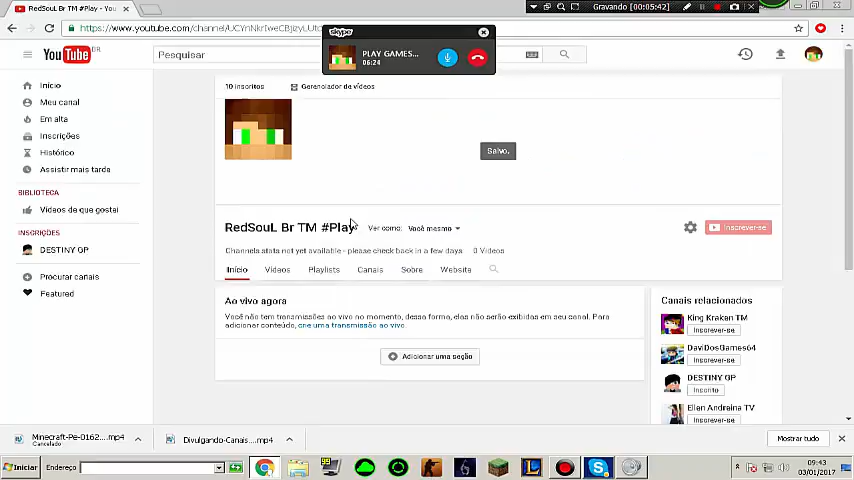 RedSouL Br TM #Play - You
Gravando [00:05:42]
https://www.youtube.com/channel/
skype
PLAY GAMES...
06:24
YouTube BR
Pesquisar
Início
Meu canal
Em alta
Inscrições
Histórico
Assistir mais tarde
BIBLIOTECA
Vídeos de que gostei
INSCRIÇÕES
DESTINY GP
Procurar canais
Featured
10 inscritos
Gerenciador de vídeos
Salvo.
RedSouL Br TM #Play
Ver como: Você mesmo
Inscrever-se
Channels stats not yet available - please check back in a few days.
0 Vídeos
Início Vídeos Playlists Canais Sobre Website
Ao vivo agora
Você não tem transmissões ao vivo no momento, dessa forma, elas não serão exibidas em seu canal. Para
adicionar conteúdo, crie uma transmissão ao vivo.
Adicionar uma seção
Canais relacionados
King Kraken TM
Inscrever-se
DaviDosGames64
Inscrever-se
DESTINY GP
Inscrito
Ellen Andreina TV
Inscrever-se
Minecraft-Pe-0162....mp4
Cancelado
Divulgando-Canais....mp4
Mostrar tudo
Iniciar
Endereço
09:43
03/01/2017